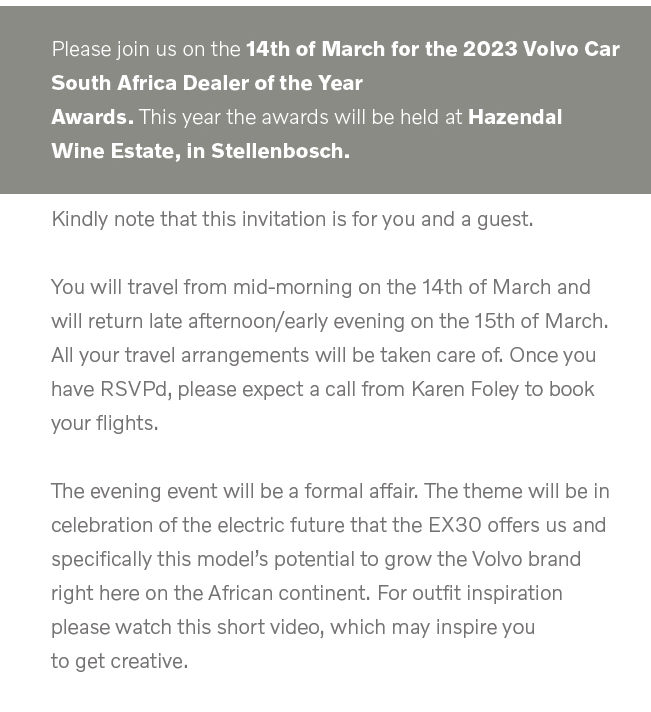 Please join us on the 14th of March for the 2023 Volvo Car
South Africa Dealer of the Year
Awards. This year the awards will be held at Hazendal
Wine Estate, in Stellenbosch.
Kindly note that this invitation is for you and a guest.
You will travel from mid-morning on the 14th of March and
will return late afternoon/early evening on the 15th of March.
All your travel arrangements will be taken care of. Once you
have RSVPd, please expect a call from Karen Foley to book
your flights.
The evening event will be a formal affair. The theme will be in
celebration of the electric future that the EX30 offers us and
specifically this model’s potential to grow the Volvo brand
right here on the African continent. For outfit inspiration
please watch this short video, which may inspire you
to get creative.